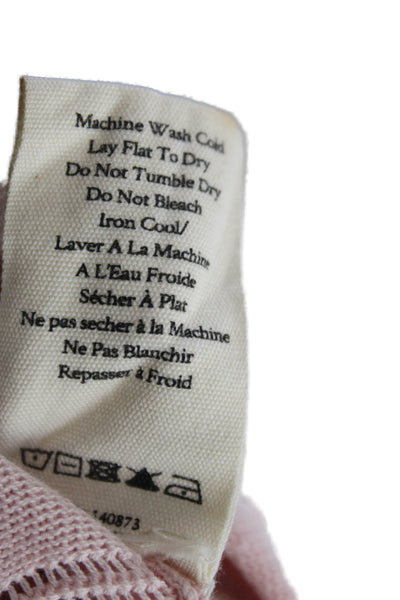 Machine Wash Cold
Lay Flat To Dry
Do Not Tumble Dry
Do Not Bleach
Iron Cool/
Laver A La Machine
A L'Eau Froide
Sécher À Plat
Ne pas secher à la Machine
Ne Pas Blanchir
Repasser à Froid
140873